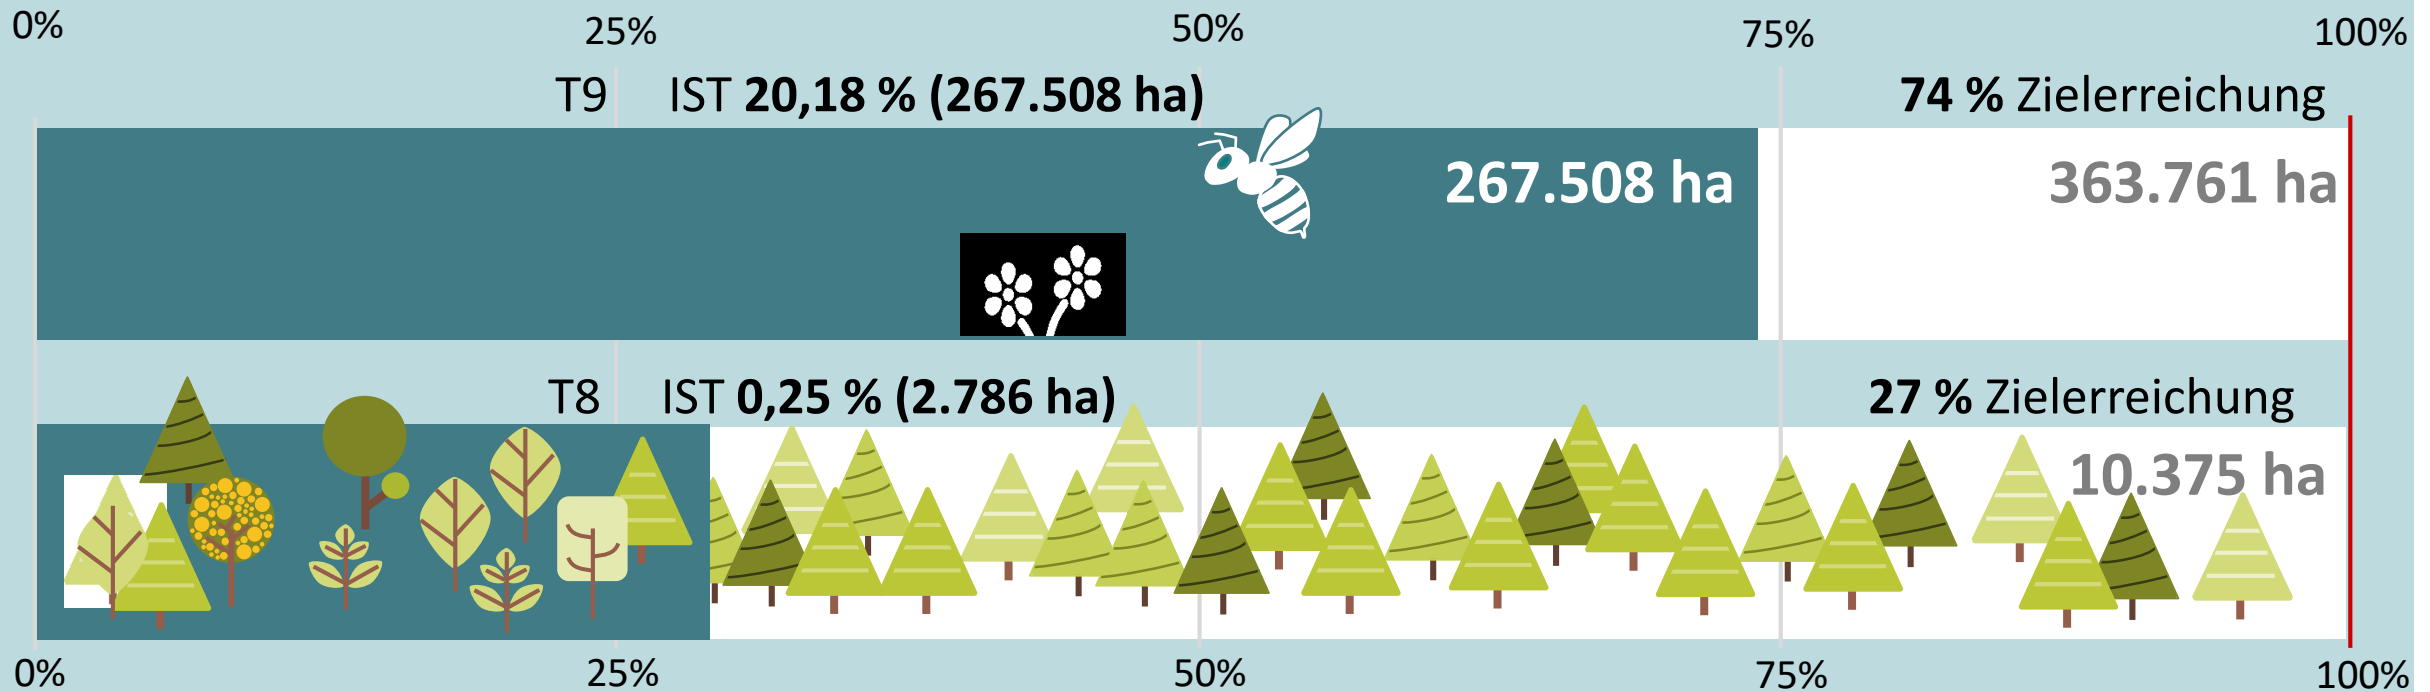 0% 25% 50% 75% 100%
T9 IST 20,18 % (267.508 ha) 74 % Zielerreichung
267.508 ha 363.761 ha
T8 IST 0,25 % (2.786 ha) 27 % Zielerreichung
10.375 ha
0% 25% 50% 75% 100%